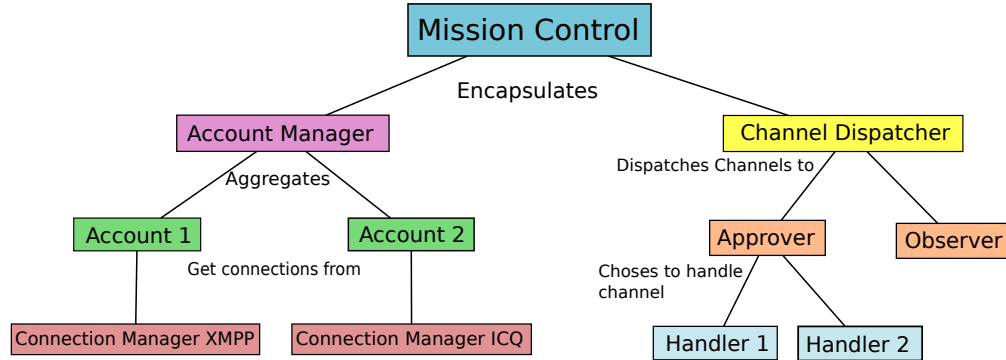 Mission Control
Encapsulates
Account Manager
Channel Dispatcher
Aggregates
Dispatches Channels to
Account 1
Account 2
Approver
Observer
Get connections from
Choses to handle
channel
Connection Manager XMPP
Connection Manager ICQ
Handler 1
Handler 2